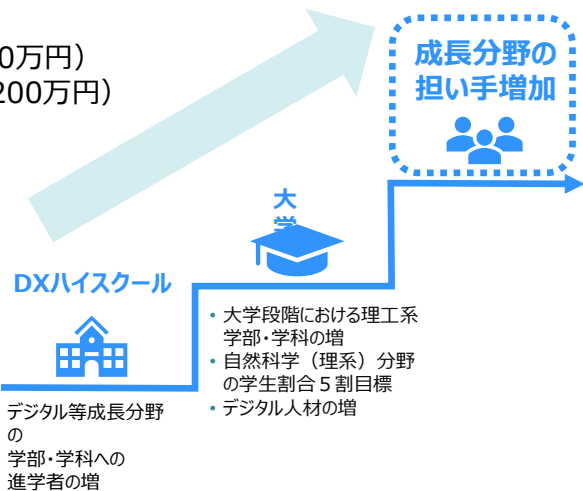 0万円）
200万円）
成長分野の
担い手増加
大
学
DXハイスクール
• 大学段階における理工系
学部・学科の増
• 自然科学（理系）分野
の学生割合５割目標
• デジタル人材の増
デジタル等成長分野
の
学部・学科への
進学者の増